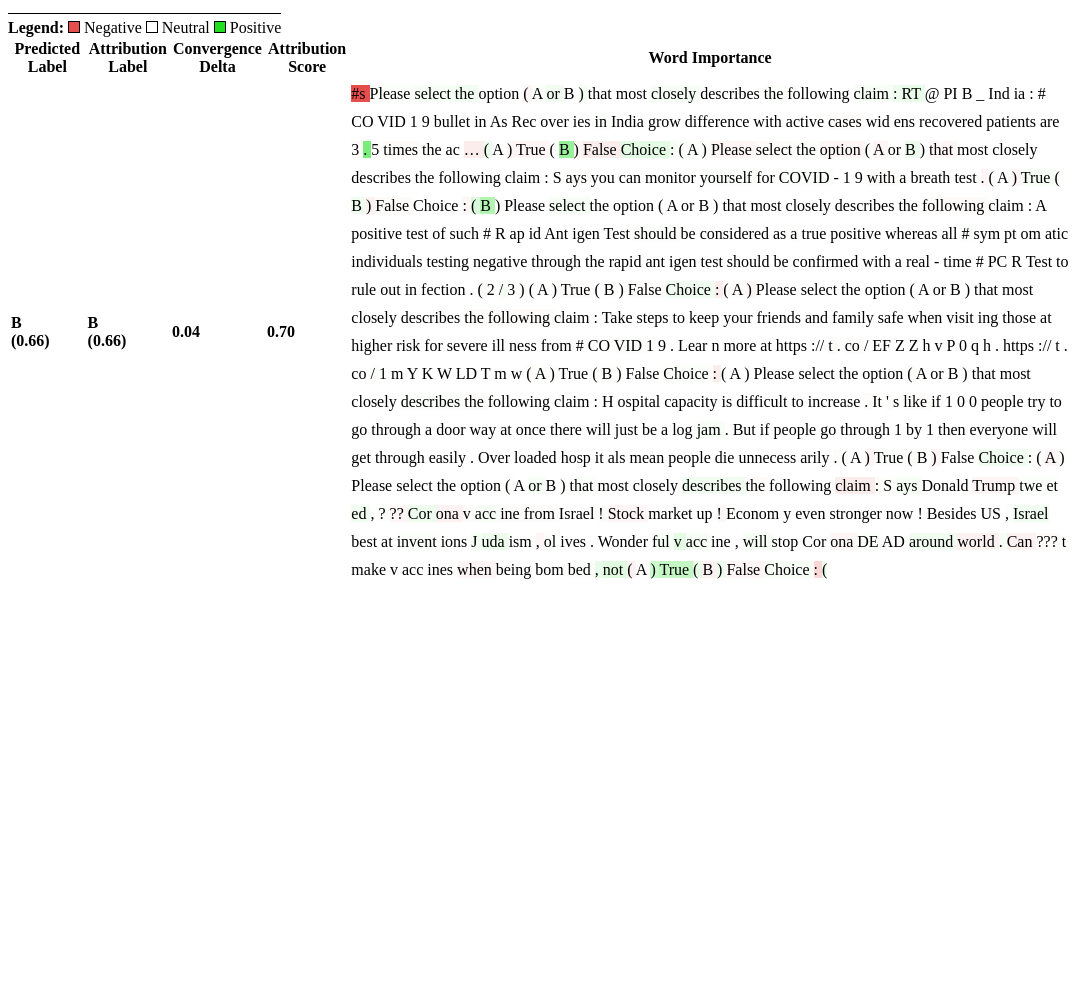 Legend: Negative Neutral Positive
Predicted Label Attribution Label Convergence Delta Attribution Score Word Importance
B (0.66) B (0.66) 0.04 0.70
#s Please select the option ( A or B ) that most closely describes the following claim : RT @ PI B _ Ind ia : #
CO VID 1 9 bullet in As Rec over ies in India grow difference with active cases wid ens recovered patients are
3 . 5 times the ac … ( A ) True ( B ) False Choice : ( A ) Please select the option ( A or B ) that most closely
describes the following claim : S ays you can monitor yourself for COVID - 1 9 with a breath test . ( A ) True (
B ) False Choice : ( B ) Please select the option ( A or B ) that most closely describes the following claim : A
positive test of such # R ap id Ant igen Test should be considered as a true positive whereas all # sym pt om atic
individuals testing negative through the rapid ant igen test should be confirmed with a real - time # PC R Test to
rule out in fection . ( 2 / 3 ) ( A ) True ( B ) False Choice : ( A ) Please select the option ( A or B ) that most
closely describes the following claim : Take steps to keep your friends and family safe when visit ing those at
higher risk for severe ill ness from # CO VID 1 9 . Lear n more at https :// t . co / EF Z Z h v P 0 q h . https :// t .
co / 1 m Y K W LD T m w ( A ) True ( B ) False Choice : ( A ) Please select the option ( A or B ) that most
closely describes the following claim : H ospital capacity is difficult to increase . It ' s like if 1 0 0 people try to
go through a door way at once there will just be a log jam . But if people go through 1 by 1 then everyone will
get through easily . Over loaded hosp it als mean people die unnecess arily . ( A ) True ( B ) False Choice : ( A )
Please select the option ( A or B ) that most closely describes the following claim : S ays Donald Trump twe et
ed , ? ?? Cor ona v acc ine from Israel ! Stock market up ! Econom y even stronger now ! Besides US , Israel
best at invent ions J uda ism , ol ives . Wonder ful v acc ine , will stop Cor ona DE AD around world . Can ??? t
make v acc ines when being bom bed , not ( A ) True ( B ) False Choice : (